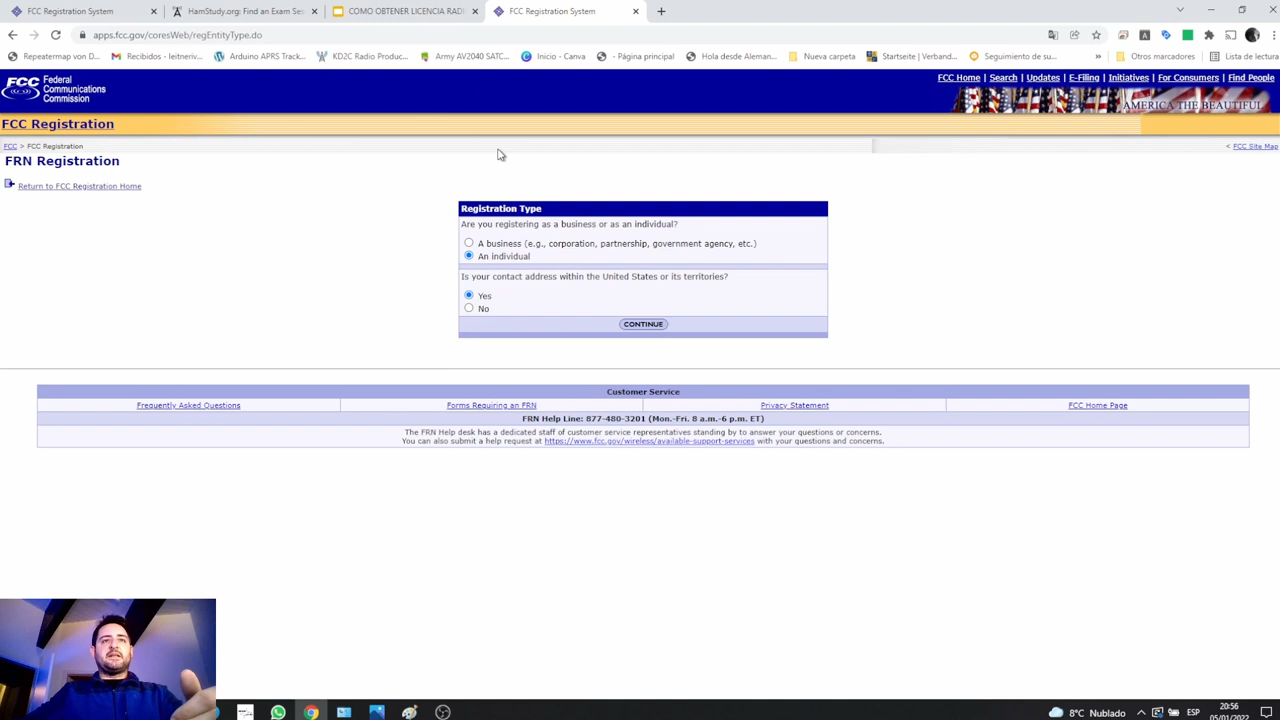 FCC Registration System
HamStudy.org: Find an Exam Ses
COMO OBTENER LICENCIA RADI
FCC Registration System
apps.fcc.gov/coresWeb/regEntityType.do
Repeatermap von D...
Recibidos - leitneriv...
Arduino APRS Track...
KD2C Radio Produc...
Army AV2040 SATC...
Inicio - Canva
- Página principal
Hola desde Aleman...
Nueva carpeta
Startseite | Verband...
Seguimiento de su...
»
Otros marcadores
Lista de lectura
FCC Federal
Communications
Commission
FCC Home | Search | Updates | E-Filing | Initiatives | For Consumers | Find People
AMERICA THE BEAUTIFUL
FCC Registration
FCC > FCC Registration
< FCC Site Map
FRN Registration
Return to FCC Registration Home
Registration Type
Are you registering as a business or as an individual?
A business (e.g., corporation, partnership, government agency, etc.)
An individual
Is your contact address within the United States or its territories?
Yes
No
CONTINUE
Customer Service
Frequently Asked Questions
Forms Requiring an FRN
Privacy Statement
FCC Home Page
FRN Help Line: 877-480-3201 (Mon.-Fri. 8 a.m.-6 p.m. ET)
The FRN Help desk has a dedicated staff of customer service representatives standing by to answer your questions or concerns.
You can also submit a help request at https://www.fcc.gov/wireless/available-support-services with your questions and concerns.
8°C Nublado
ESP
20:56
05/01/2022